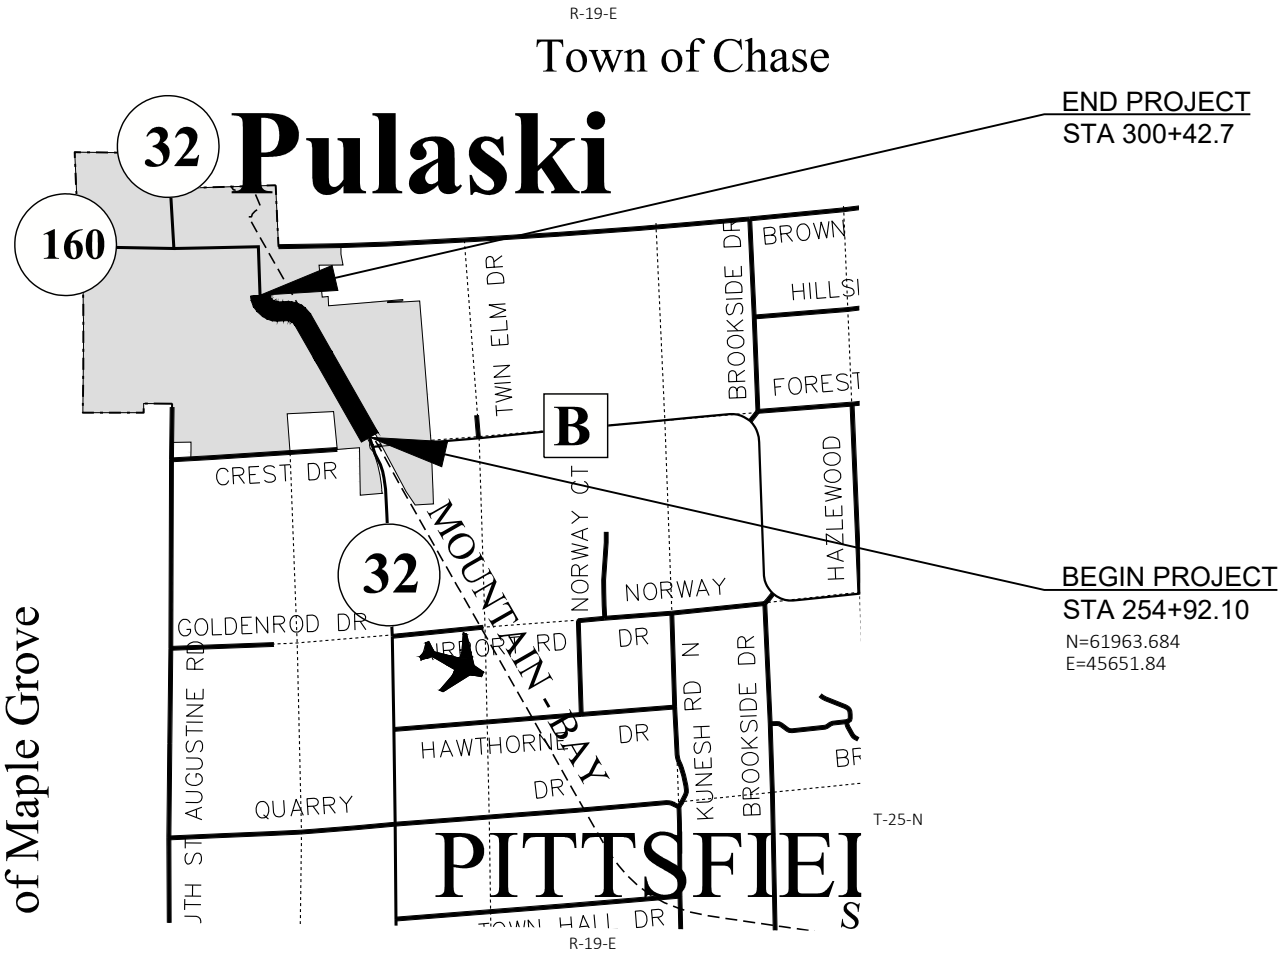 R-19-E
Town of Chase
END PROJECT
STA 300+42.7
32
Pulaski
160
BROWN
BROOKSIDE DR
TWIN ELM DR
FOREST
B
CREST DR
HAZLEWOOD
NORWAY CT
MOUNTAIN - BAY
32
NORWAY
DR
BEGIN PROJECT
STA 254+92.10
N=61963.684
E=45651.84
GOLDENROD DR
RD
of Maple Grove
AUGUSTINE RD
KUNESH RD N
BROOKSIDE DR
HAWTHORNE
DR
QUARRY
DR
T-25-N
ST
TOWN HALL DR
R-19-E